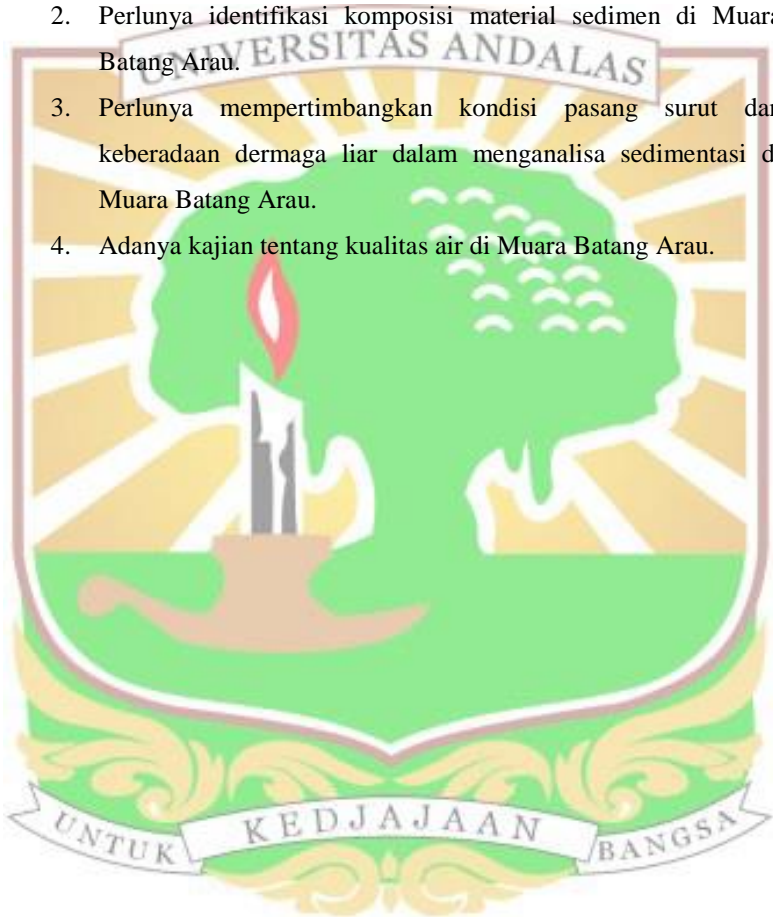 2. Perlunya identifikasi komposisi material sedimen di Muara
Batang Arau.
UNIVERSITAS ANDALAS
3. Perlunya mempertimbangkan kondisi pasang surut dan
keberadaan dermaga liar dalam menganalisa sedimentasi di
Muara Batang Arau.
4. Adanya kajian tentang kualitas air di Muara Batang Arau.
UNTUK KEDJAJAAN BANGSA